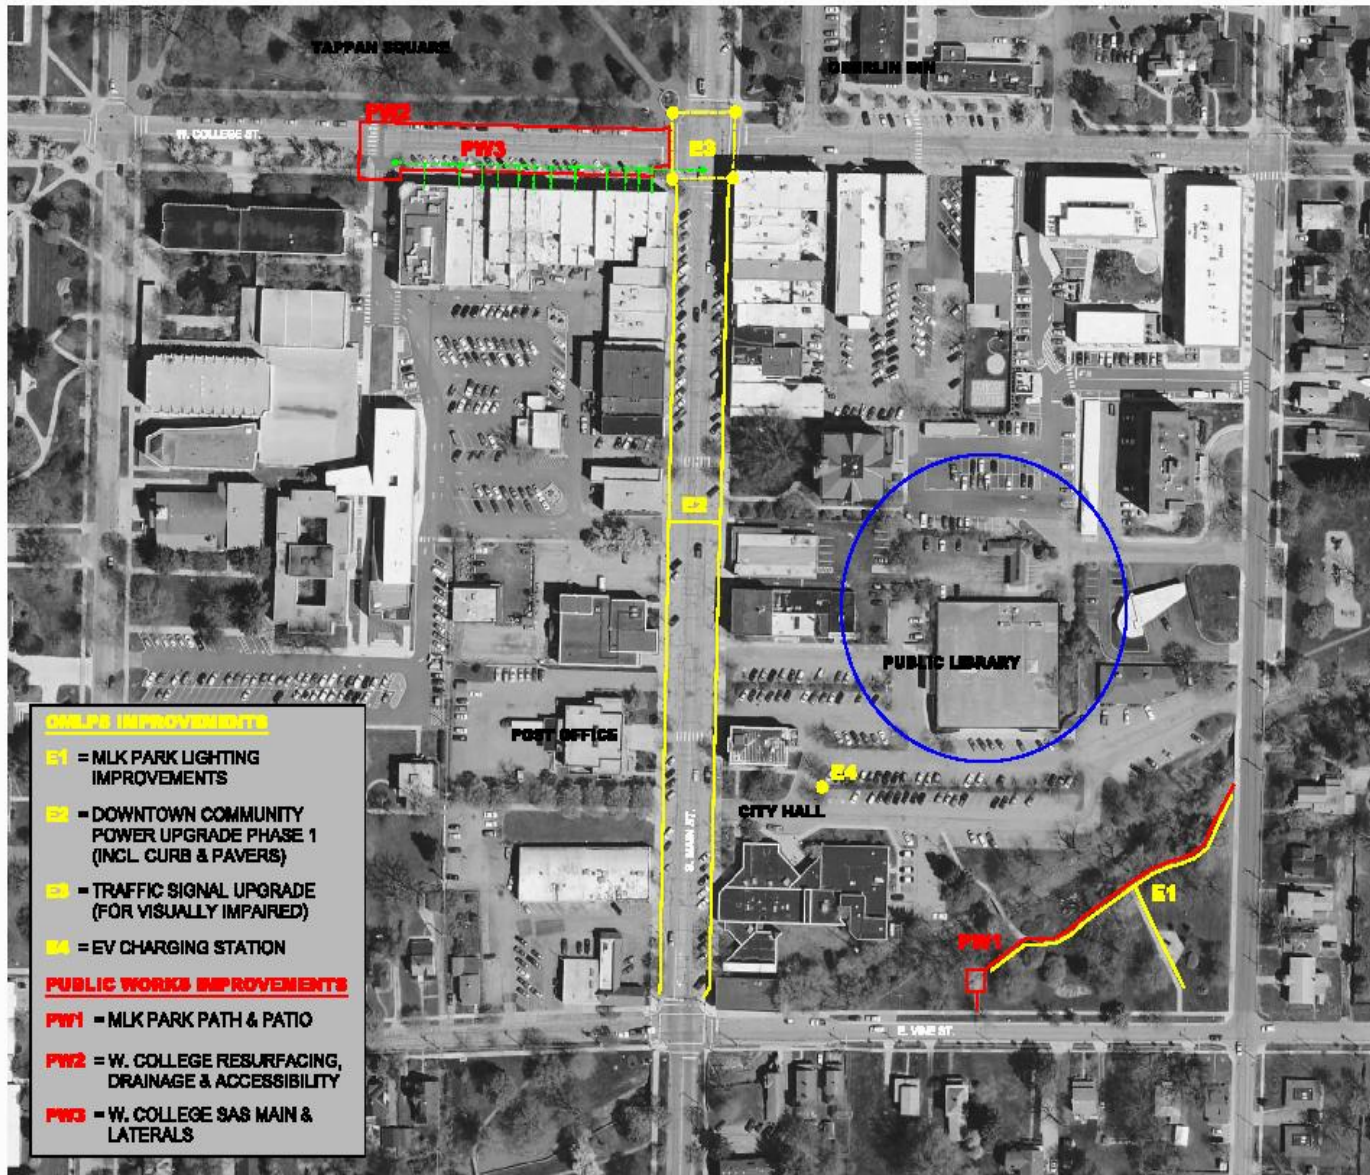 TAPPAN SQUARE
OBERLIN INN
PW2
W. COLLEGE ST.
PW3
E3
E2
PUBLIC LIBRARY
POST OFFICE
E4
CITY HALL
S. MAIN ST.
E1
PW1
E. VINE ST.
OMLPS IMPROVEMENTS
E1 = MLK PARK LIGHTING
IMPROVEMENTS
E2 = DOWNTOWN COMMUNITY
POWER UPGRADE PHASE 1
(INCL. CURB & PAVERS)
E3 = TRAFFIC SIGNAL UPGRADE
(FOR VISUALLY IMPAIRED)
E4 = EV CHARGING STATION
PUBLIC WORKS IMPROVEMENTS
PW1 = MLK PARK PATH & PATIO
PW2 = W. COLLEGE RESURFACING,
DRAINAGE & ACCESSIBILITY
PW3 = W. COLLEGE SAS MAIN &
LATERALS